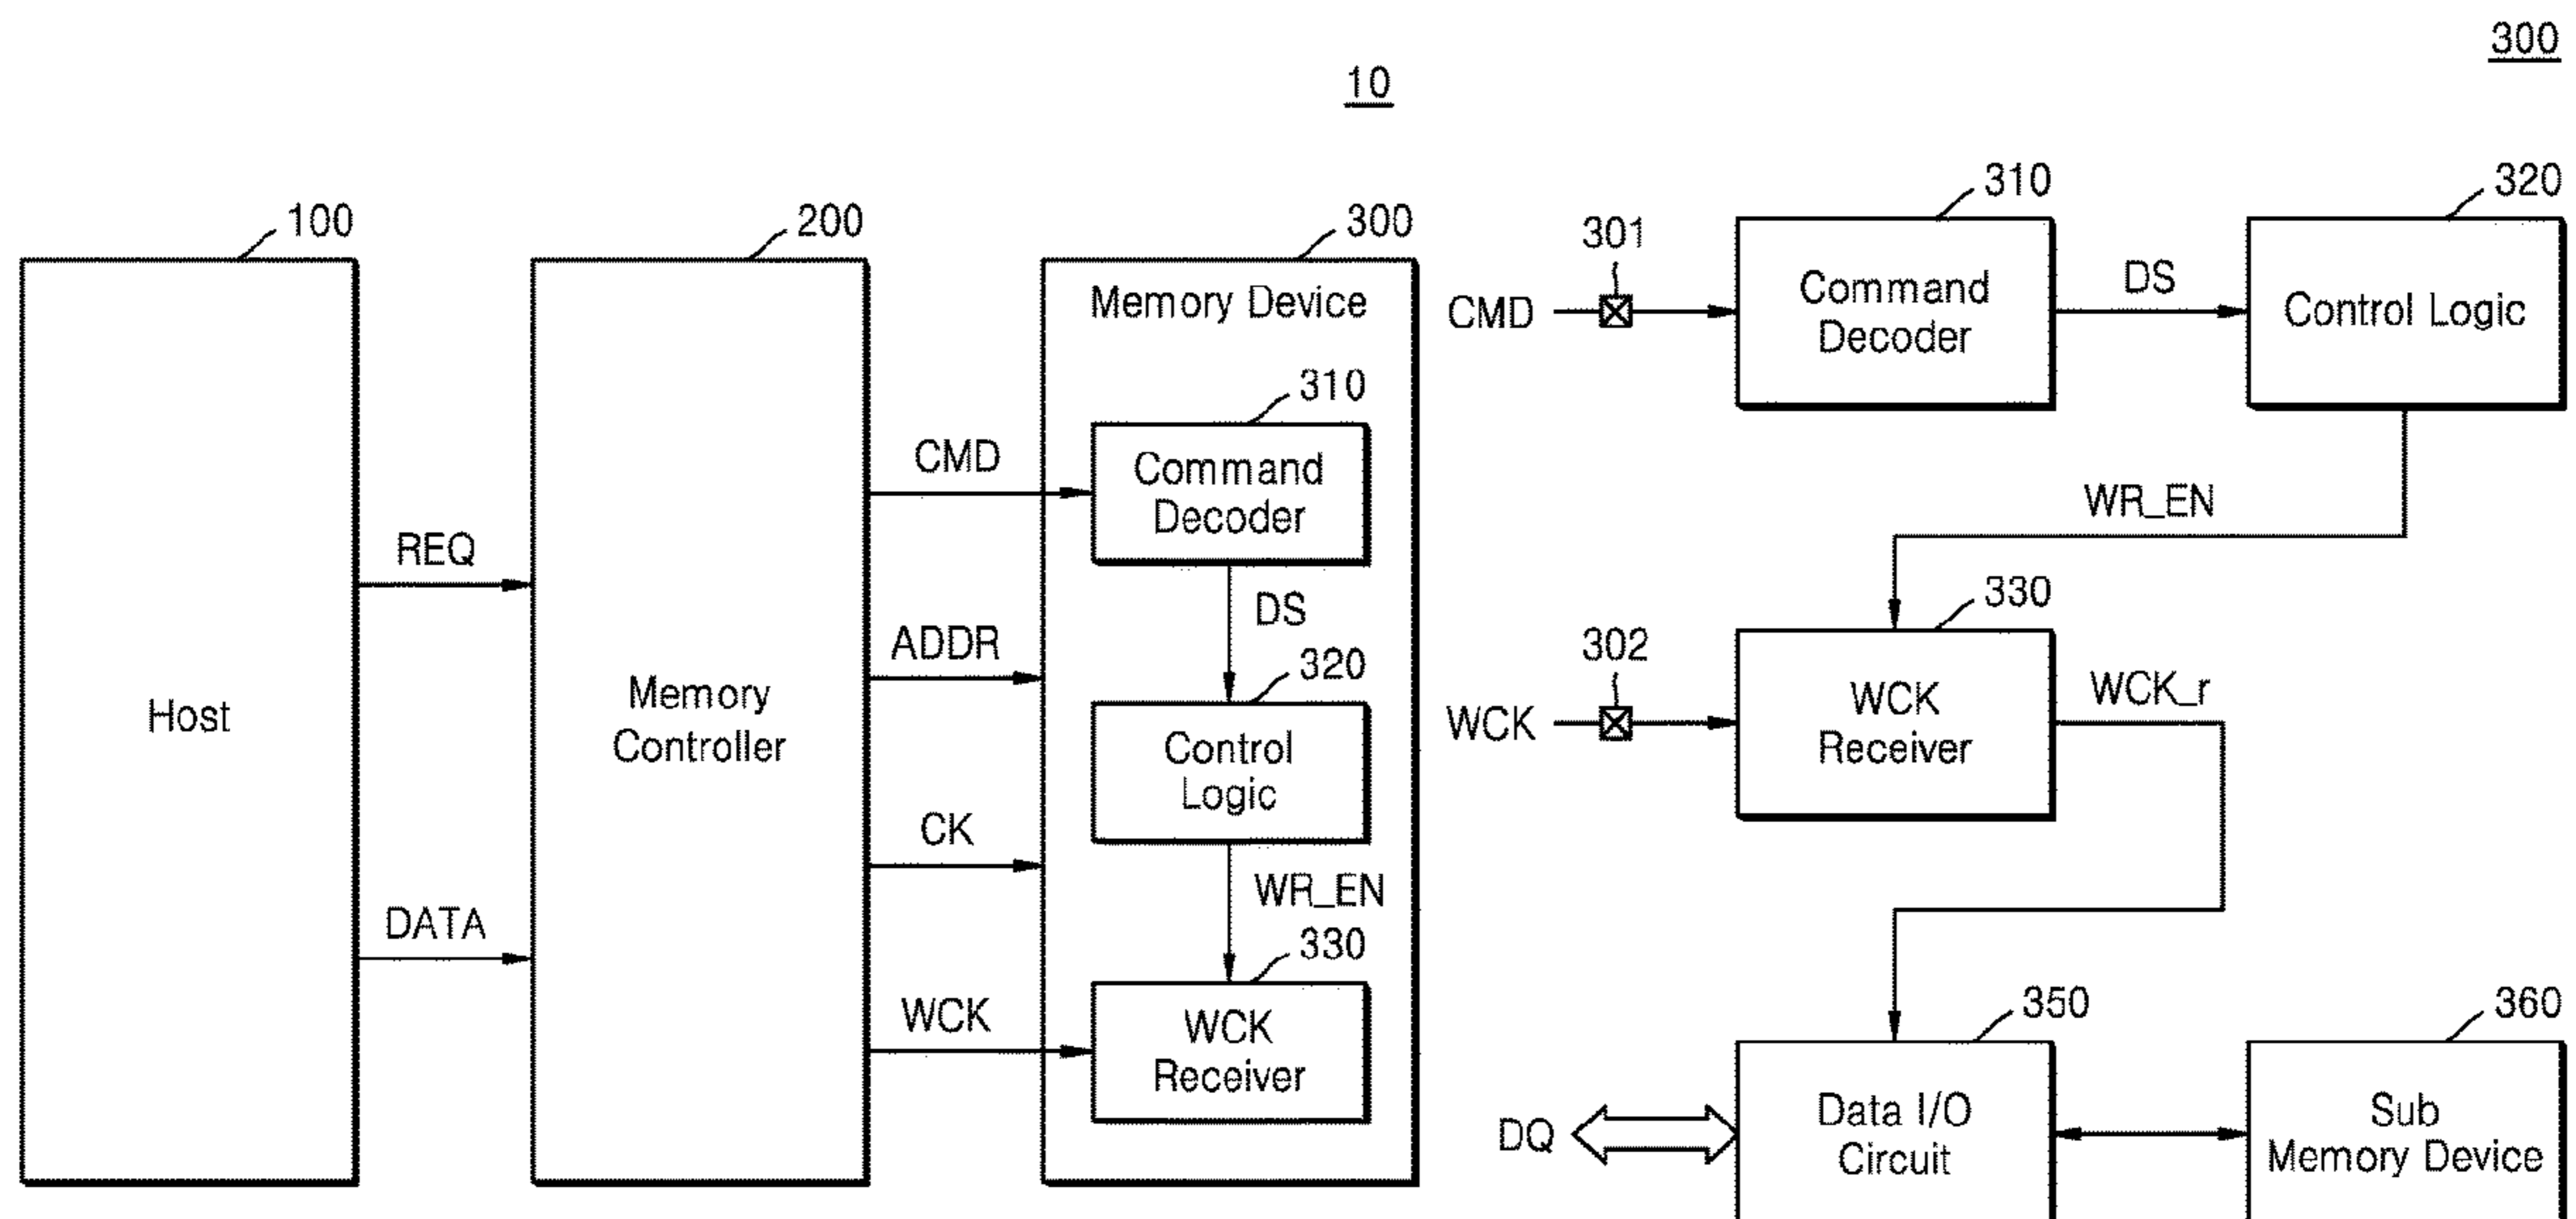 10
100
200
300
Host
REQ
DATA
Memory
Controller
CMD
ADDR
CK
WCK
Memory Device
310
Command
Decoder
DS
320
Control
Logic
WR_EN
330
WCK
Receiver
300
CMD
301
310
Command
Decoder
DS
320
Control Logic
WR_EN
WCK
302
330
WCK
Receiver
WCK_r
DQ
350
Data I/O
Circuit
360
Sub
Memory Device